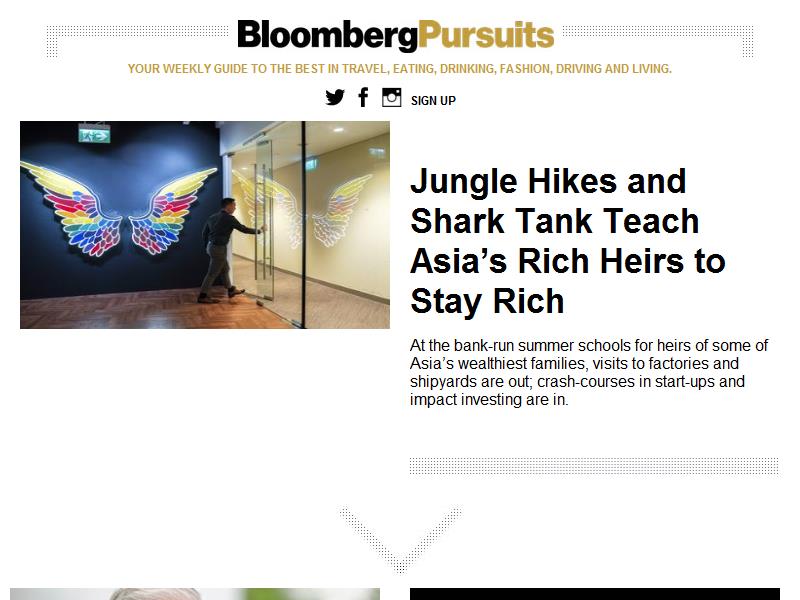 BloombergPursuits
YOUR WEEKLY GUIDE TO THE BEST IN TRAVEL, EATING, DRINKING, FASHION, DRIVING AND LIVING.
SIGN UP
Jungle Hikes and
Shark Tank Teach
Asia’s Rich Heirs to
Stay Rich
At the bank-run summer schools for heirs of some of
Asia’s wealthiest families, visits to factories and
shipyards are out; crash-courses in start-ups and
impact investing are in.